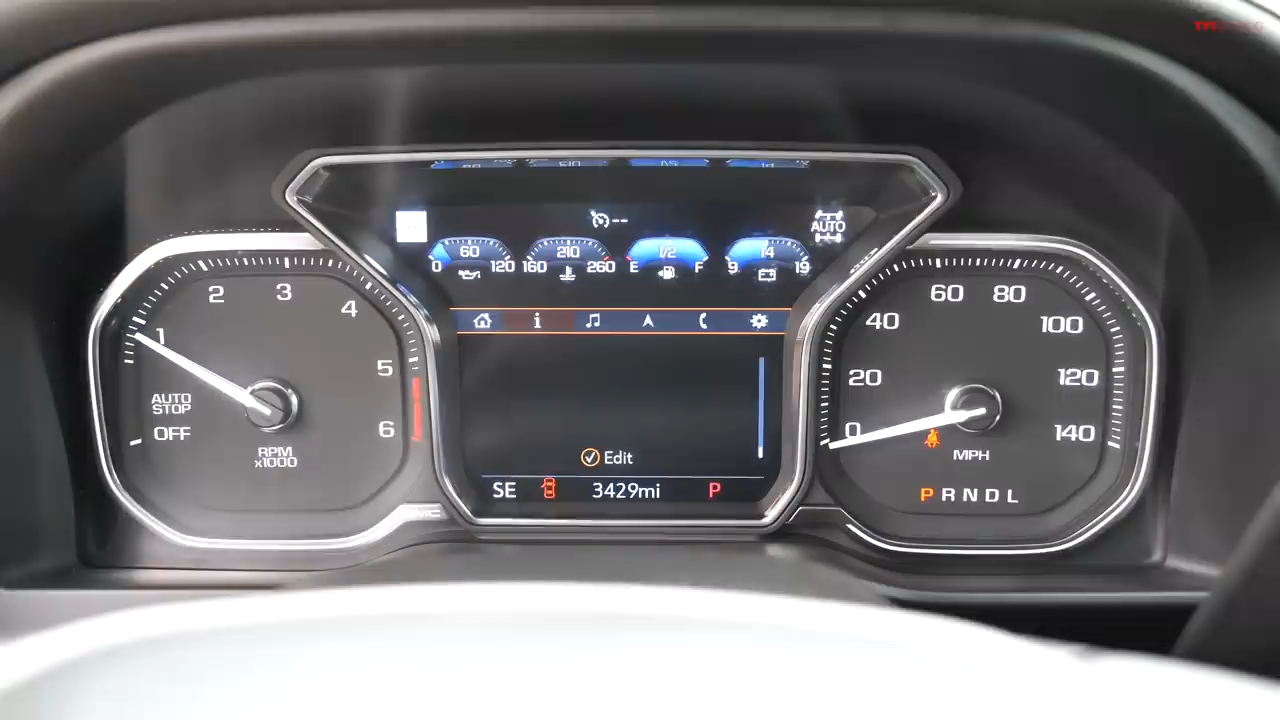 --
AUTO
60
0 120
210
160 260
1/2
E F
14
9 19
1
2
3
4
5
6
AUTO
STOP
OFF
RPM
x1000
GMC
Edit
SE 3429mi P
0
20
40
60
80
100
120
140
MPH
P R N D L